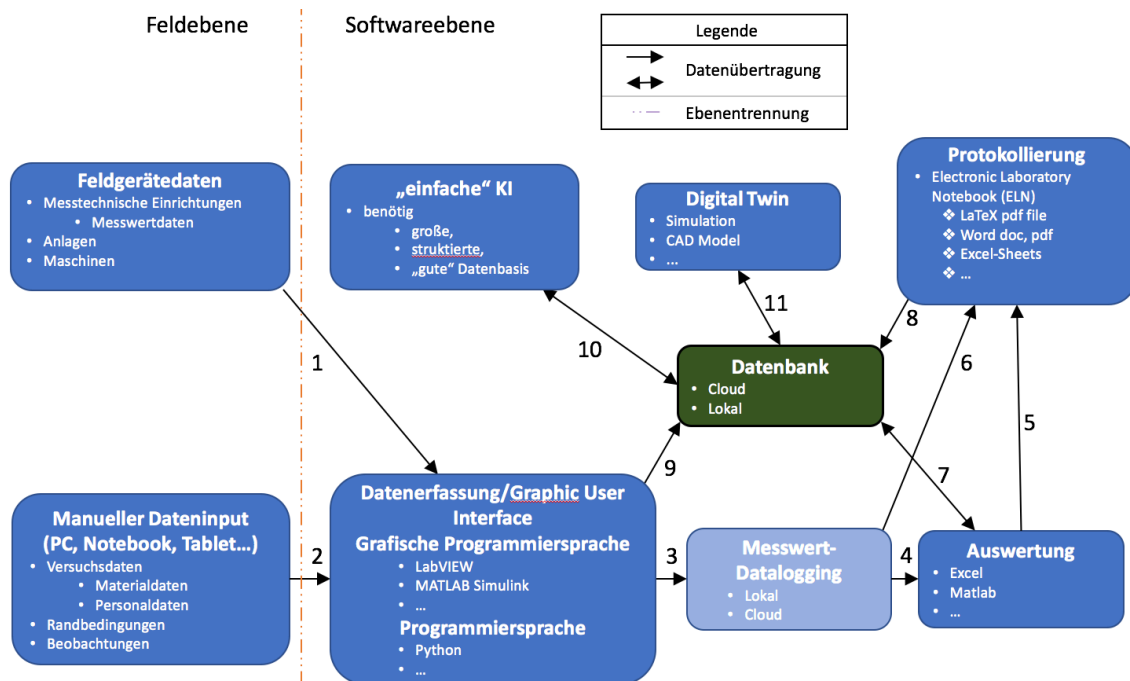 Feldebene
Softwareebene
Legende
Datenübertragung
Ebenentrennung
Feldgerätedaten
• Messtechnische Einrichtungen
• Messwertdaten
• Anlagen
• Maschinen
„einfache“ KI
• benötig
• große,
• struktierte,
• „gute“ Datenbasis
Digital Twin
• Simulation
• CAD Model
• ...
Protokollierung
• Electronic Laboratory
Notebook (ELN)
❖ LaTeX pdf file
❖ Word doc, pdf
❖ Excel-Sheets
❖ ...
1
10
11
8
6
5
Datenbank
• Cloud
• Lokal
9
7
Manueller Dateninput
(PC, Notebook, Tablet...)
• Versuchsdaten
• Materialdaten
• Personaldaten
• Randbedingungen
• Beobachtungen
2
Datenerfassung/Graphic User
Interface
Grafische Programmiersprache
• LabVIEW
• MATLAB Simulink
• ...
Programmiersprache
• Python
• ...
3
Messwert-
Datalogging
• Lokal
• Cloud
4
Auswertung
• Excel
• Matlab
• ...